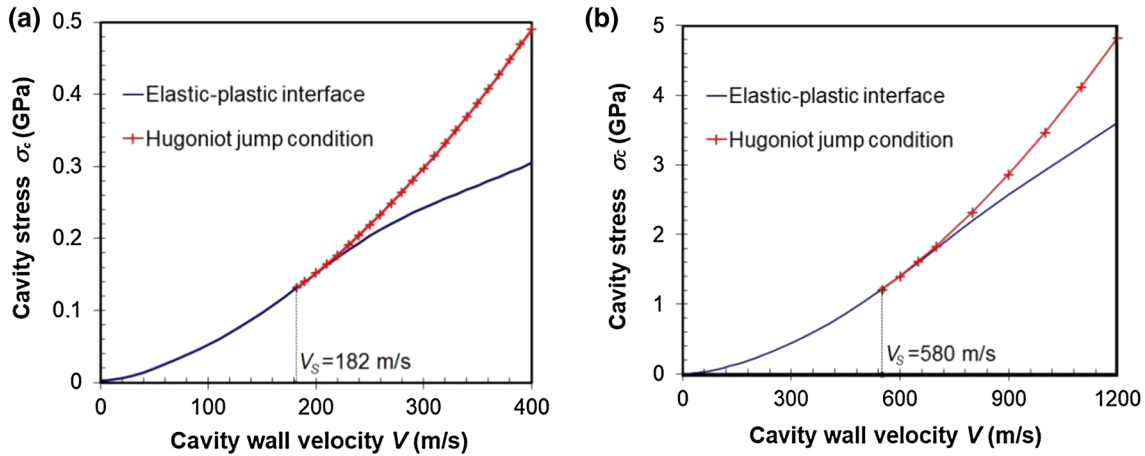 (a)
Cavity stress σc (GPa)
0.5
0.4
0.3
0.2
0.1
0
Elastic-plastic interface
Hugoniot jump condition
VS=182 m/s
0 100 200 300 400
Cavity wall velocity V (m/s)
(b)
Cavity stress σc (GPa)
5
4
3
2
1
0
Elastic-plastic interface
Hugoniot jump condition
VS=580 m/s
0 300 600 900 1200
Cavity wall velocity V (m/s)